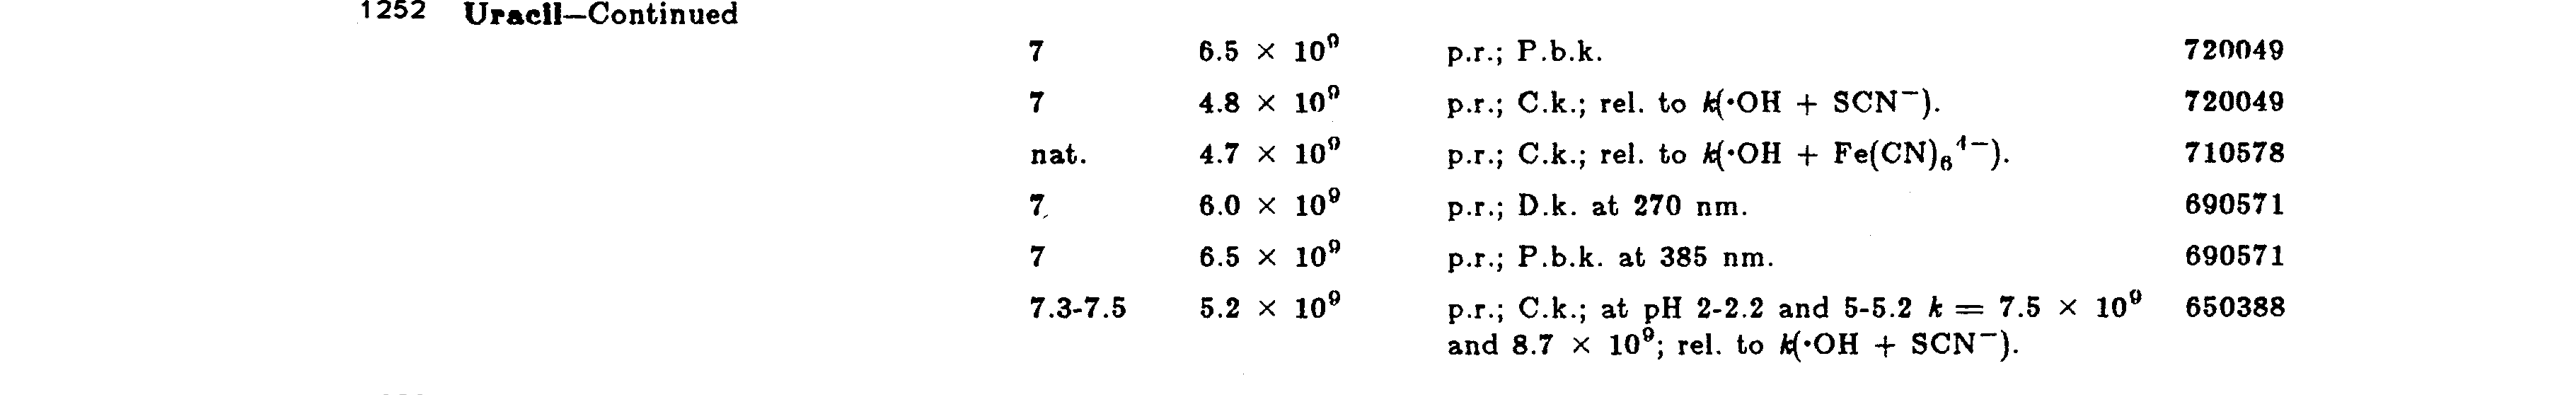 1252 Uracil—Continued
7 6.5 × 10⁹ p.r.; P.b.k. 720049
7 4.8 × 10⁹ p.r.; C.k.; rel. to k(·OH + SCN⁻). 720049
nat. 4.7 × 10⁹ p.r.; C.k.; rel. to k(·OH + Fe(CN)₆⁴⁻). 710578
7 6.0 × 10⁹ p.r.; D.k. at 270 nm. 690571
7 6.5 × 10⁹ p.r.; P.b.k. at 385 nm. 690571
7.3-7.5 5.2 × 10⁹ p.r.; C.k.; at pH 2-2.2 and 5-5.2 k = 7.5 × 10⁹ 650388
and 8.7 × 10⁹; rel. to k(·OH + SCN⁻).